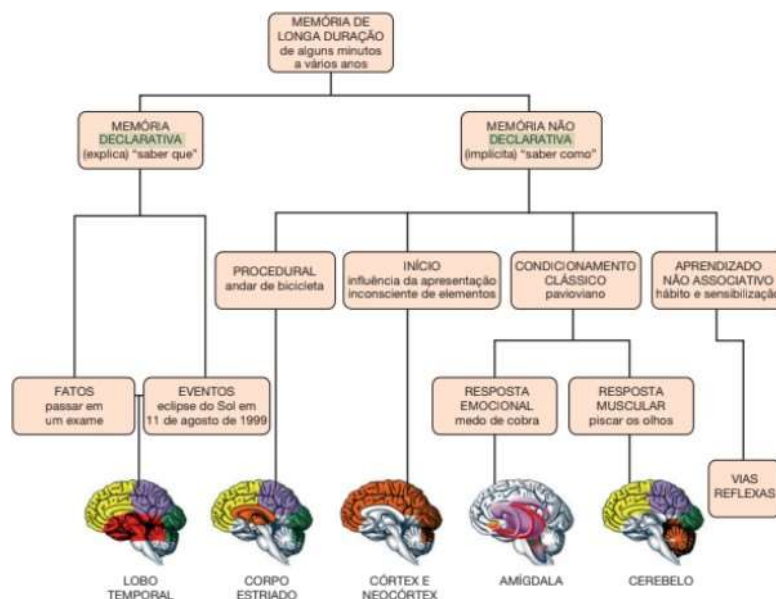 MEMÓRIA DE
LONGA DURAÇÃO
de alguns minutos
a vários anos
MEMÓRIA
DECLARATIVA
(explica) “saber que”
MEMÓRIA NÃO
DECLARATIVA
(implícita) “saber como”
PROCEDURAL
andar de bicicleta
INÍCIO
influência da apresentação
inconsciente de elementos
CONDICIONAMENTO
CLÁSSICO
pavioviano
APRENDIZADO
NÃO ASSOCIATIVO
hábito e sensibilização
FATOS
passar em
um exame
EVENTOS
eclipse do Sol em
11 de agosto de 1999
RESPOSTA
EMOCIONAL
medo de cobra
RESPOSTA
MUSCULAR
piscar os olhos
VIAS
REFLEXAS
LOBO
TEMPORAL
CORPO
ESTRIADO
CÓRTEX E
NEOCÓRTEX
AMÍGDALA
CEREBELO